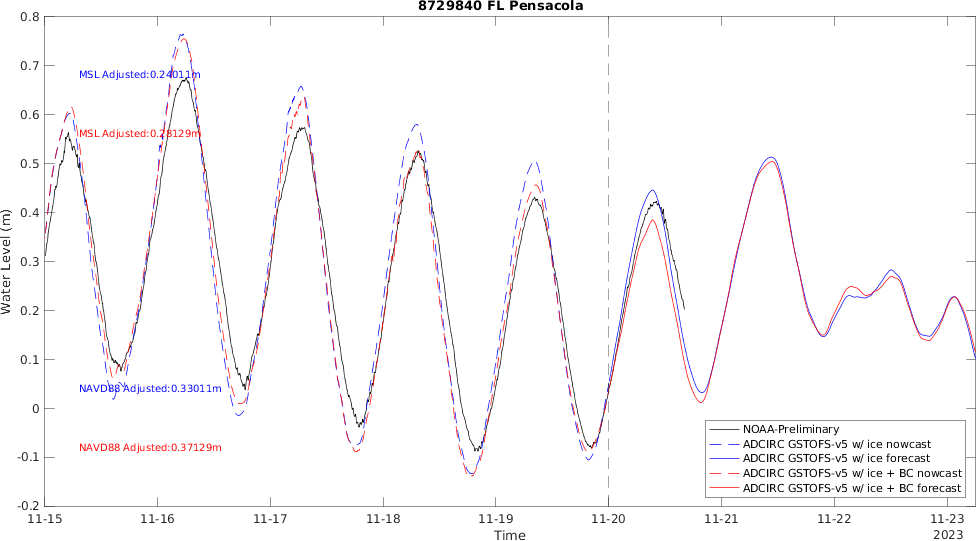 8729840 FL Pensacola
0.8
0.7
MSL Adjusted:0.24011m
0.6
MSL Adjusted:0.28129m
0.5
0.4
0.3
0.2
0.1
NAVD88 Adjusted:0.33011m
0
NAVD88 Adjusted:0.37129m
-0.1
-0.2
Water Level (m)
NOAA-Preliminary
ADCIRC GSTOFS-v5 w/ ice nowcast
ADCIRC GSTOFS-v5 w/ ice forecast
ADCIRC GSTOFS-v5 w/ ice + BC nowcast
ADCIRC GSTOFS-v5 w/ ice + BC forecast
11-15 11-16 11-17 11-18 11-19 11-20 11-21 11-22 11-23
Time
2023